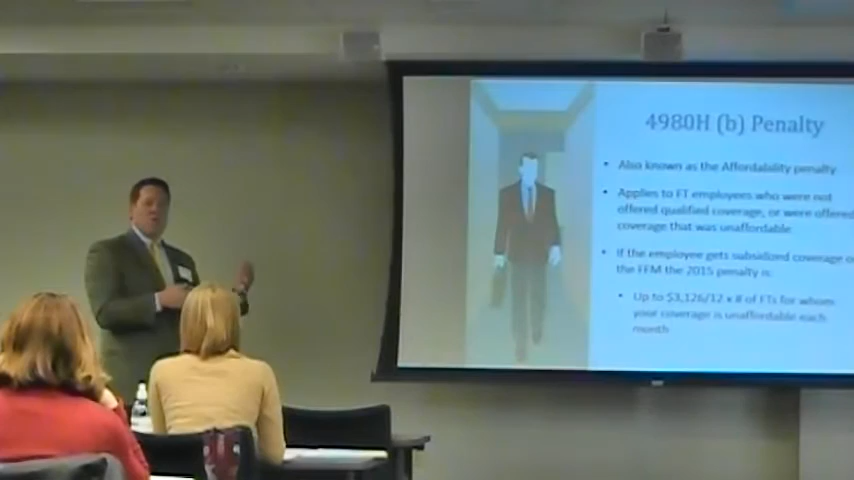 4980H (b) Penalty
• Also known as the Affordability penalty
• Applies to FT employees who were not
offered qualified coverage, or were offered
coverage that was unaffordable
• If the employee gets subsidized coverage o
the FFM the 2015 penalty is:
• Up to $3,126/12 x # of FTs for whom
your coverage is unaffordable each
month